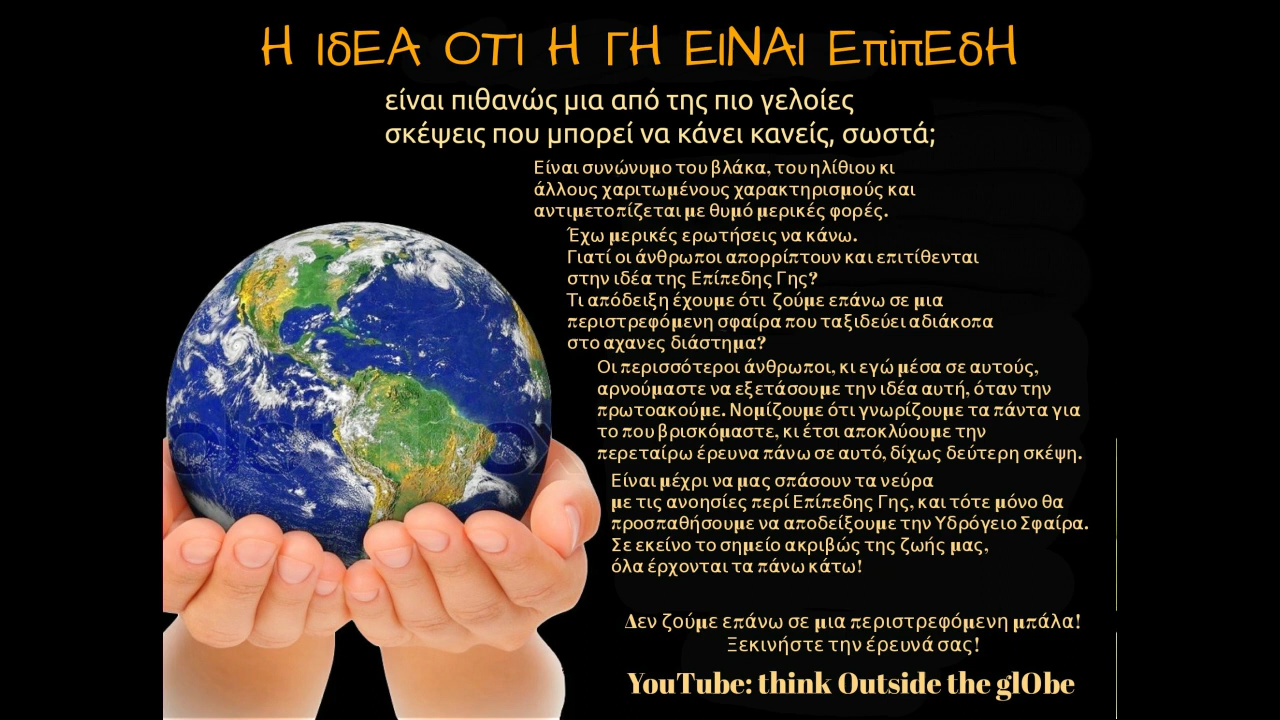 Η ΙδΕΑ ΟΤΙ Η ΓΗ ΕΙΝΑΙ ΕπίπΕδΗ
είναι πιθανώς μια από της πιο γελοίες
σκέψεις που μπορεί να κάνει κανείς, σωστά;
Είναι συνώνυμο του βλάκα, του ηλίθιου κι
άλλους χαριτωμένους χαρακτηρισμούς και
αντιμετοπίζεται με θυμό μερικές φορές.
Έχω μερικές ερωτήσεις να κάνω.
Γιατί οι άνθρωποι απορρίπτουν και επιτίθενται
στην ιδέα της Επίπεδης Γης?
Τι απόδειξη έχουμε ότι ζούμε επάνω σε μια
περιστρεφόμενη σφαίρα που ταξιδεύει αδιάκοπα
στο αχανες διάστημα?
Οι περισσότεροι άνθρωποι, κι εγώ μέσα σε αυτούς,
αρνούμαστε να εξετάσουμε την ιδέα αυτή, όταν την
πρωτοακούμε. Νομίζουμε ότι γνωρίζουμε τα πάντα για
το που βρισκόμαστε, κι έτσι αποκλύουμε την
περεταίρω έρευνα πάνω σε αυτό, δίχως δεύτερη σκέψη.
Είναι μέχρι να μας σπάσουν τα νεύρα
με τις ανοησίες περί Επίπεδης Γης, και τότε μόνο θα
προσπαθήσουμε να αποδείξουμε την Υδρόγειο Σφαίρα.
Σε εκείνο το σημείο ακριβώς της ζωής μας,
όλα έρχονται τα πάνω κάτω!
Δεν ζούμε επάνω σε μια περιστρεφόμενη μπάλα!
Ξεκινήστε την έρευνά σας!
YouTube: think Outside the glObe